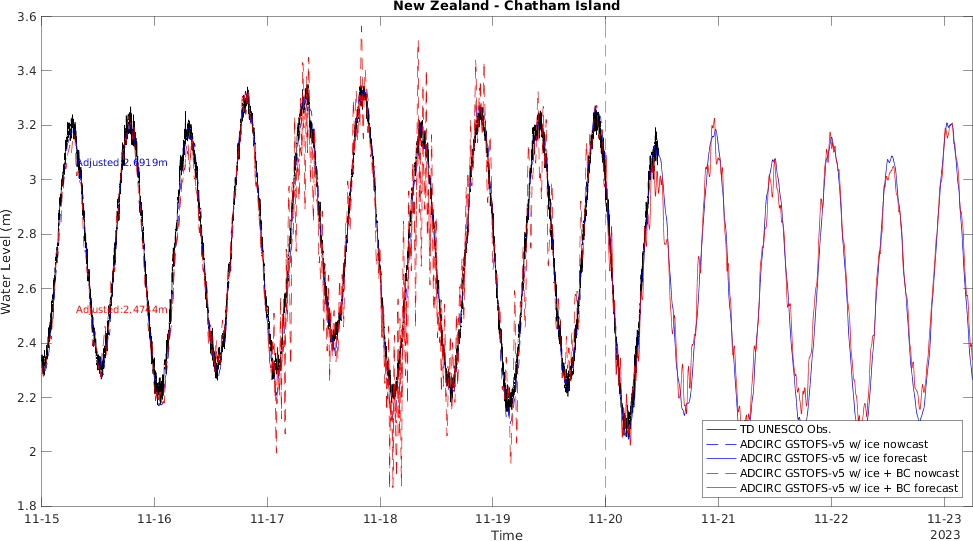 New Zealand - Chatham Island
3.6
3.4
3.2
3
2.8
2.6
2.4
2.2
2
1.8
Water Level (m)
Adjusted:2.6919m
Adjusted:2.4744m
TD UNESCO Obs.
ADCIRC GSTOFS-v5 w/ ice nowcast
ADCIRC GSTOFS-v5 w/ ice forecast
ADCIRC GSTOFS-v5 w/ ice + BC nowcast
ADCIRC GSTOFS-v5 w/ ice + BC forecast
11-15 11-16 11-17 11-18 11-19 11-20 11-21 11-22 11-23
Time
2023